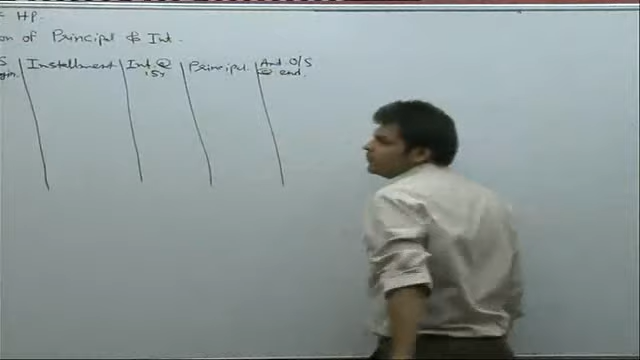 HP.
on of Principal & Int.
S | Installment | Int. @ | Principal. | Amt. O/S
gin. 15% @ end.